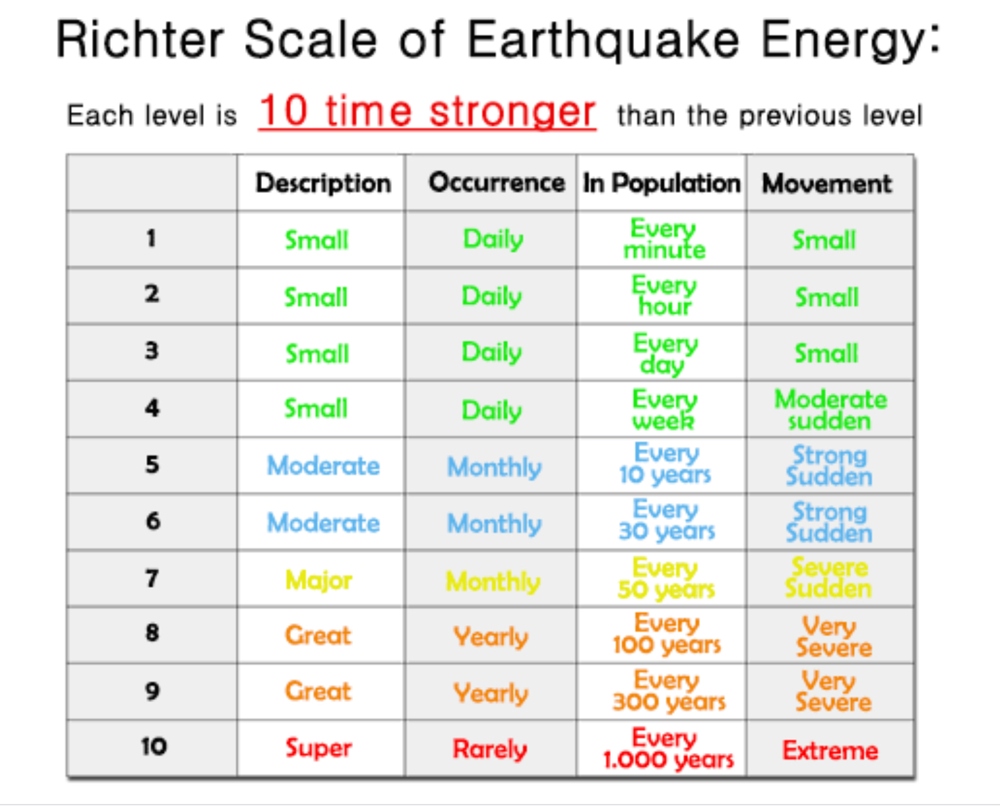 Richter Scale of Earthquake Energy:
Each level is 10 time stronger than the previous level
Description Occurrence In Population Movement
1 Small Daily Every minute Small
2 Small Daily Every hour Small
3 Small Daily Every day Small
4 Small Daily Every week Moderate sudden
5 Moderate Monthly Every 10 years Strong Sudden
6 Moderate Monthly Every 30 years Strong Sudden
7 Major Monthly Every 50 years Severe Sudden
8 Great Yearly Every 100 years Very Severe
9 Great Yearly Every 300 years Very Severe
10 Super Rarely Every 1.000 years Extreme